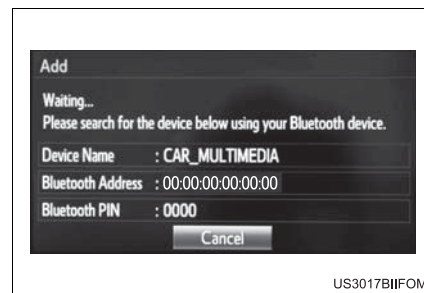 Add
Waiting...
Please search for the device below using your Bluetooth device.
Device Name : CAR_MULTIMEDIA
Bluetooth Address : 00:00:00:00:00:00
Bluetooth PIN : 0000
Cancel
US3017BIIFOM